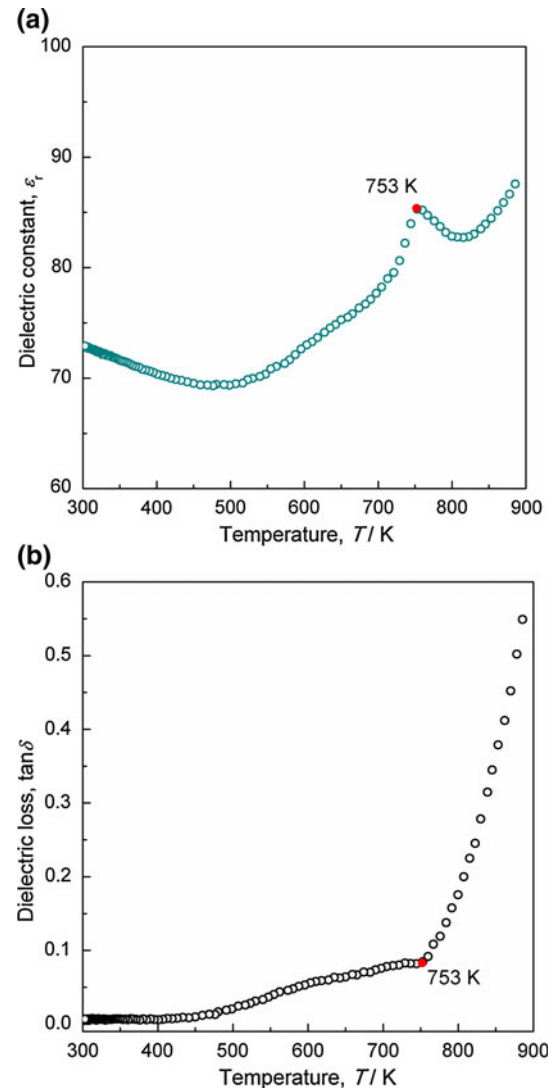 (a)
100
90
80
70
60
Dielectric constant, εr
753 K
300 400 500 600 700 800 900
Temperature, T / K
(b)
0.6
0.5
0.4
0.3
0.2
0.1
0.0
Dielectric loss, tanδ
753 K
300 400 500 600 700 800 900
Temperature, T / K